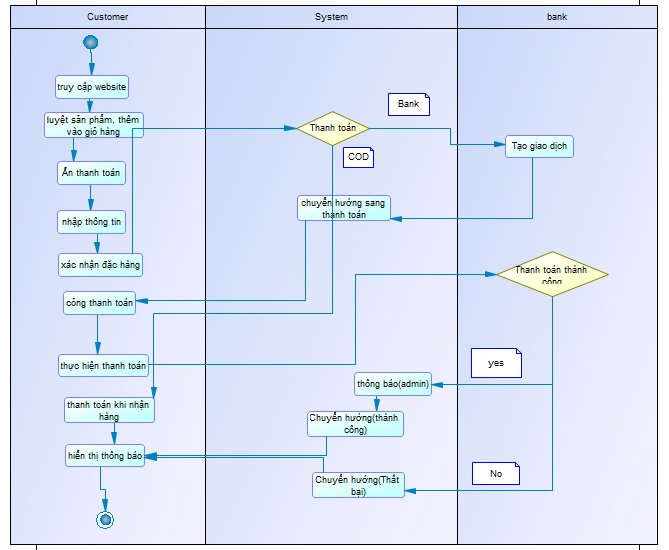 Customer
System
bank
truy cập website
luyệt sản phẩm, thêm
vào giỏ hàng
Ấn thanh toán
nhập thông tin
xác nhận đặc hàng
cổng thanh toán
thực hiện thanh toán
thanh toán khi nhận
hàng
hiển thị thông báo
Thanh toán
Bank
COD
chuyển hướng sang
thanh toán
Tạo giao dịch
Thanh toán thành
công
yes
thông báo(admin)
Chuyển hướng(thành
công)
No
Chuyển hướng(Thất
bại)